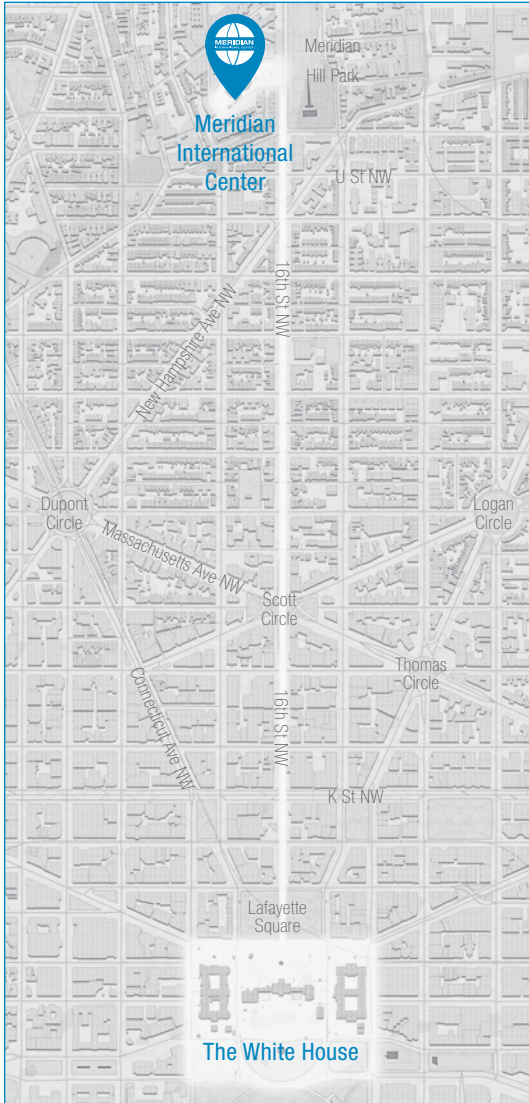 MERIDIAN
Meridian
Hill Park
Meridian
International
Center
U St NW
16th St NW
New Hampshire Ave NW
Dupont
Circle
Logan
Circle
Massachusetts Ave NW
Scott
Circle
Thomas
Circle
Connecticut Ave NW
16th St NW
K St NW
Lafayette
Square
The White House